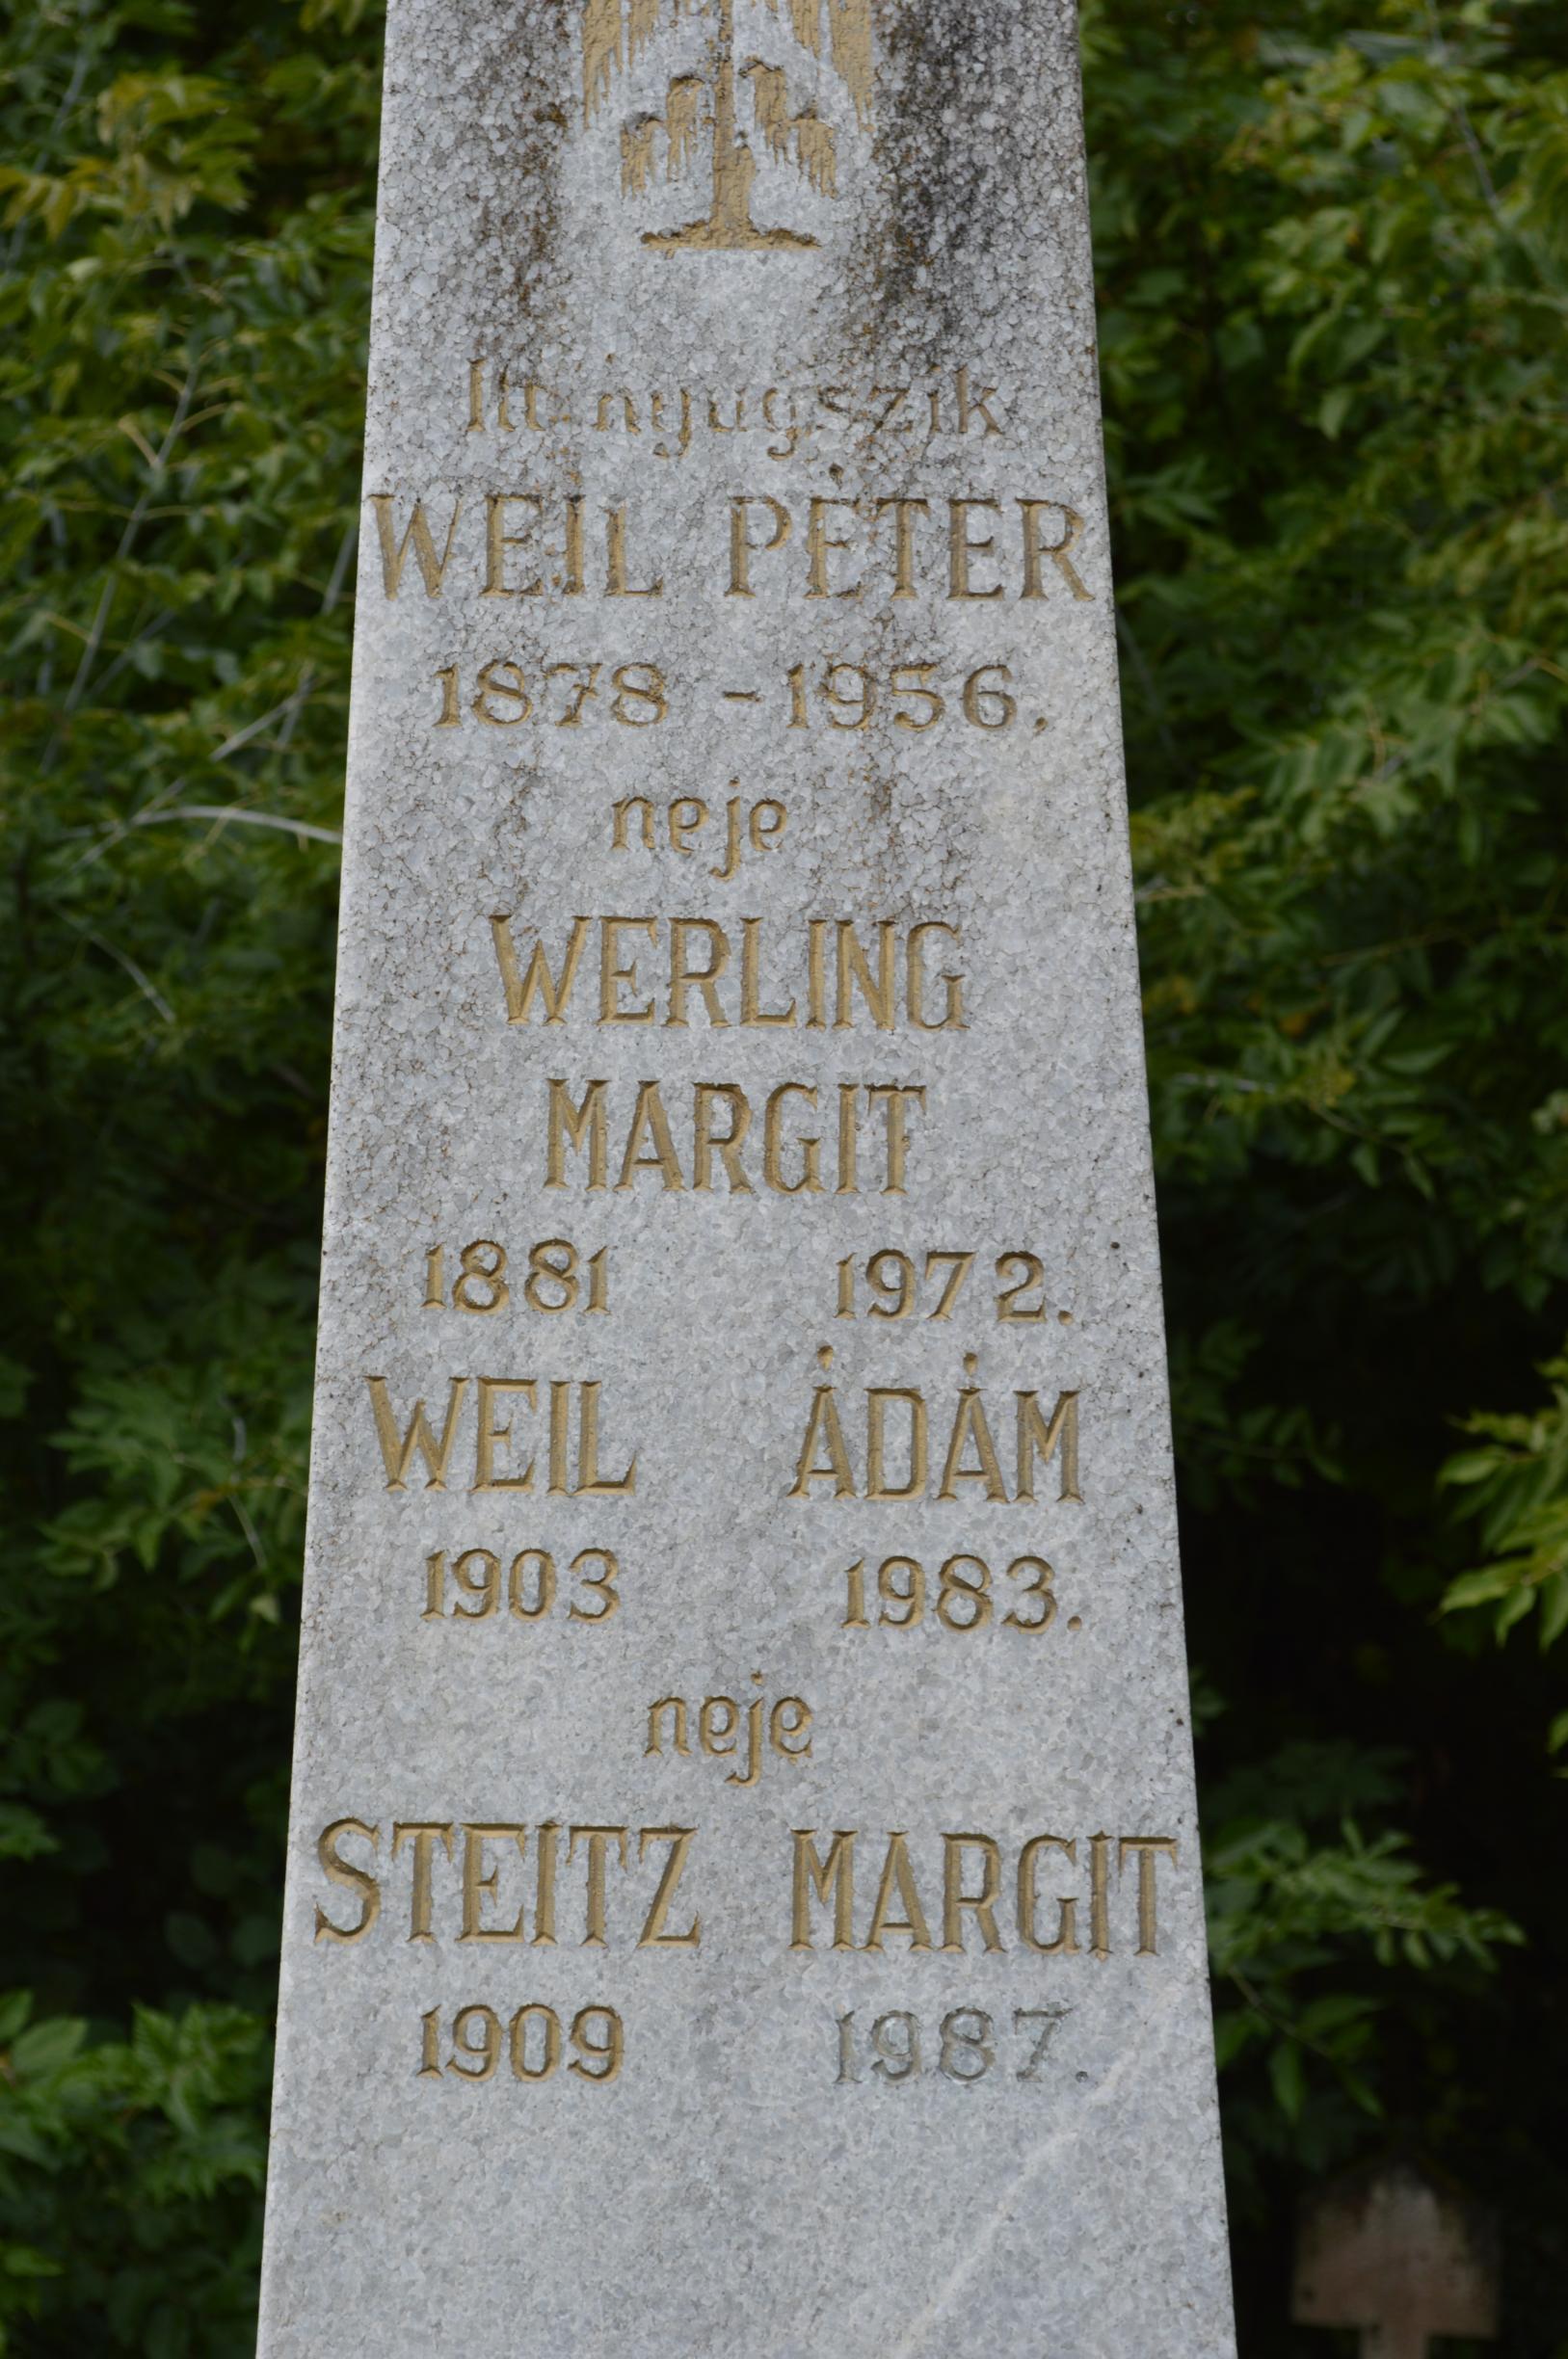 Itt nyugszik
WEIL PÉTER
1878 - 1956.
neje
WERLING
MARGIT
1881 1972.
WEIL ÁDÁM
1903 1983.
neje
STEITZ MARGIT
1909 1987.